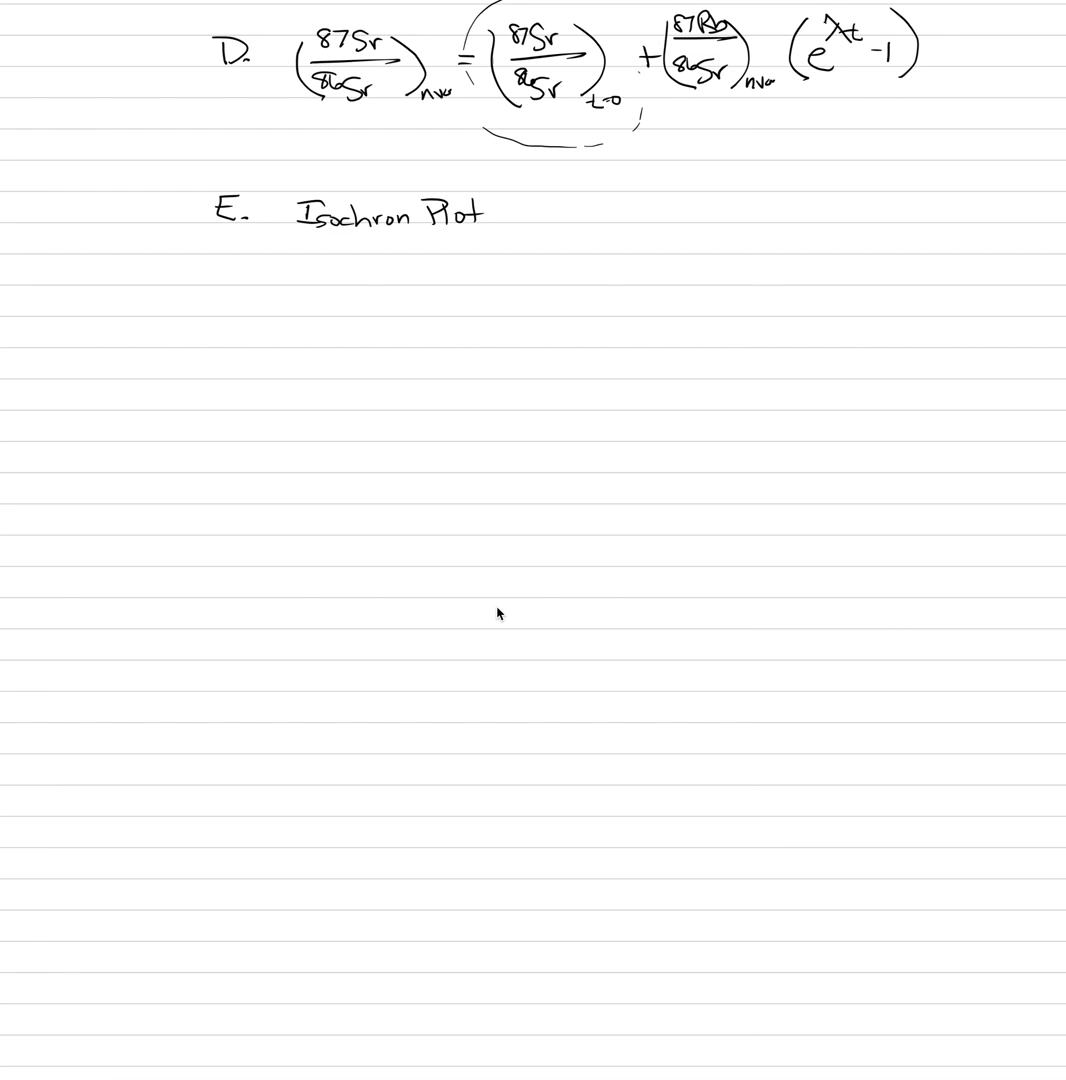 D. (87Sr/86Sr)now = (87Sr/86Sr)t=0 + (87Rb/86Sr)now (e^λt -1)
E. Isochron Plot